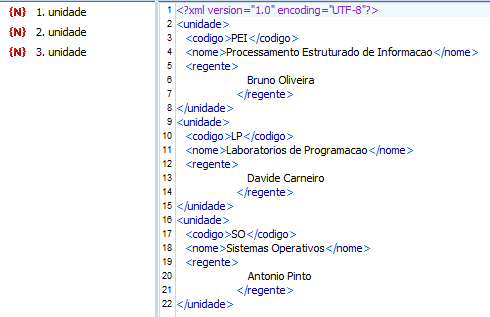 {N} 1. unidade
{N} 2. unidade
{N} 3. unidade
1 <?xml version="1.0" encoding="UTF-8"?>
2 <unidade>
3 <codigo>PEI</codigo>
4 <nome>Processamento Estruturado de Informacao</nome>
5 <regente>
6 Bruno Oliveira
7 </regente>
8 </unidade>
9 <unidade>
10 <codigo>LP</codigo>
11 <nome>Laboratorios de Programacao</nome>
12 <regente>
13 Davide Carneiro
14 </regente>
15 </unidade>
16 <unidade>
17 <codigo>SO</codigo>
18 <nome>Sistemas Operativos</nome>
19 <regente>
20 Antonio Pinto
21 </regente>
22 </unidade>